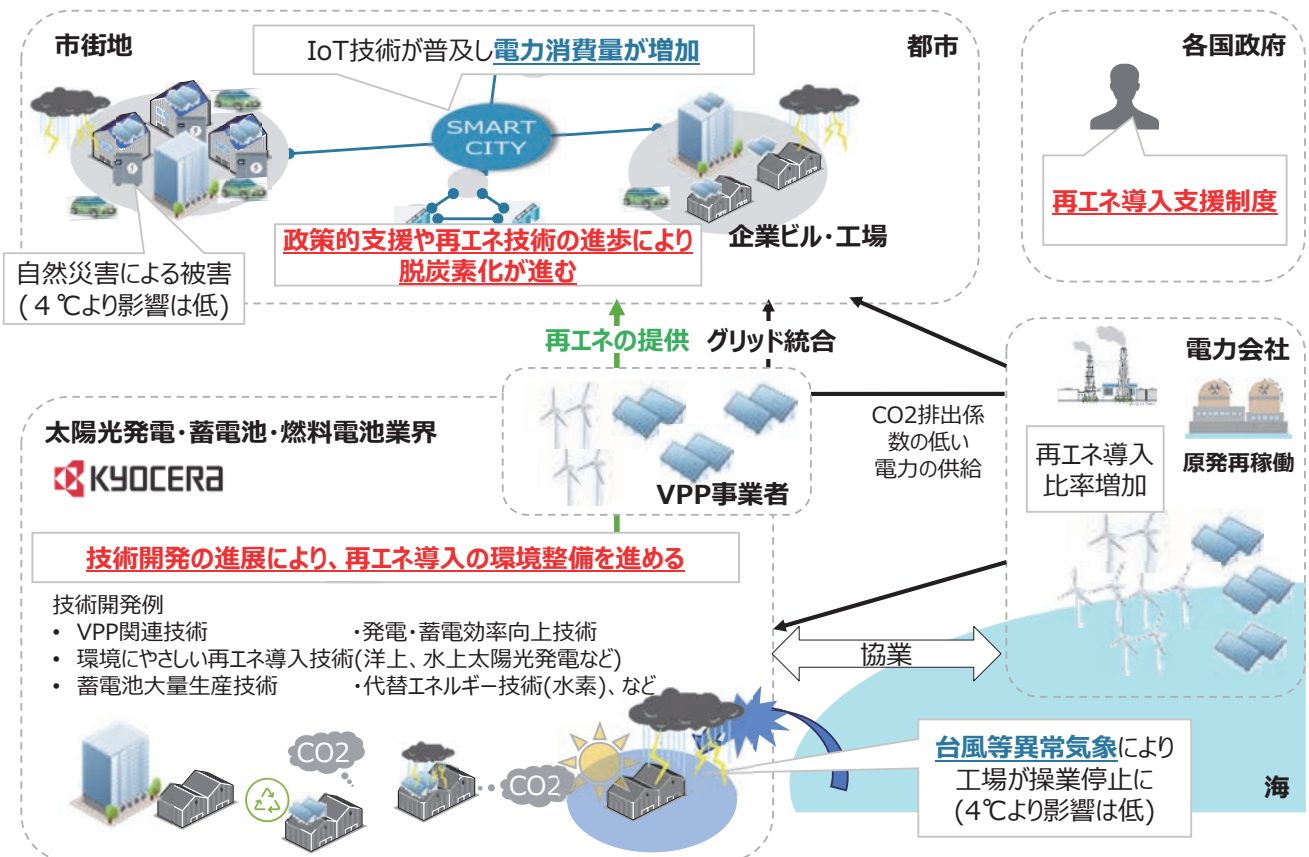 市街地
IoT技術が普及し電力消費量が増加
都市
各国政府
SMART
CITY
再エネ導入支援制度
政策的支援や再エネ技術の進歩により
脱炭素化が進む
企業ビル・工場
自然災害による被害
(4℃より影響は低)
再エネの提供
グリッド統合
電力会社
太陽光発電・蓄電池・燃料電池業界
KYOCERA
VPP事業者
CO2排出係
数の低い
電力の供給
再エネ導入
比率増加
原発再稼働
技術開発の進展により、再エネ導入の環境整備を進める
技術開発例
• VPP関連技術 ・発電・蓄電効率向上技術
• 環境にやさしい再エネ導入技術(洋上、水上太陽光発電など)
• 蓄電池大量生産技術 ・代替エネルギー技術(水素)、など
協業
CO2
CO2
台風等異常気象により
工場が操業停止に
(4℃より影響は低)
海